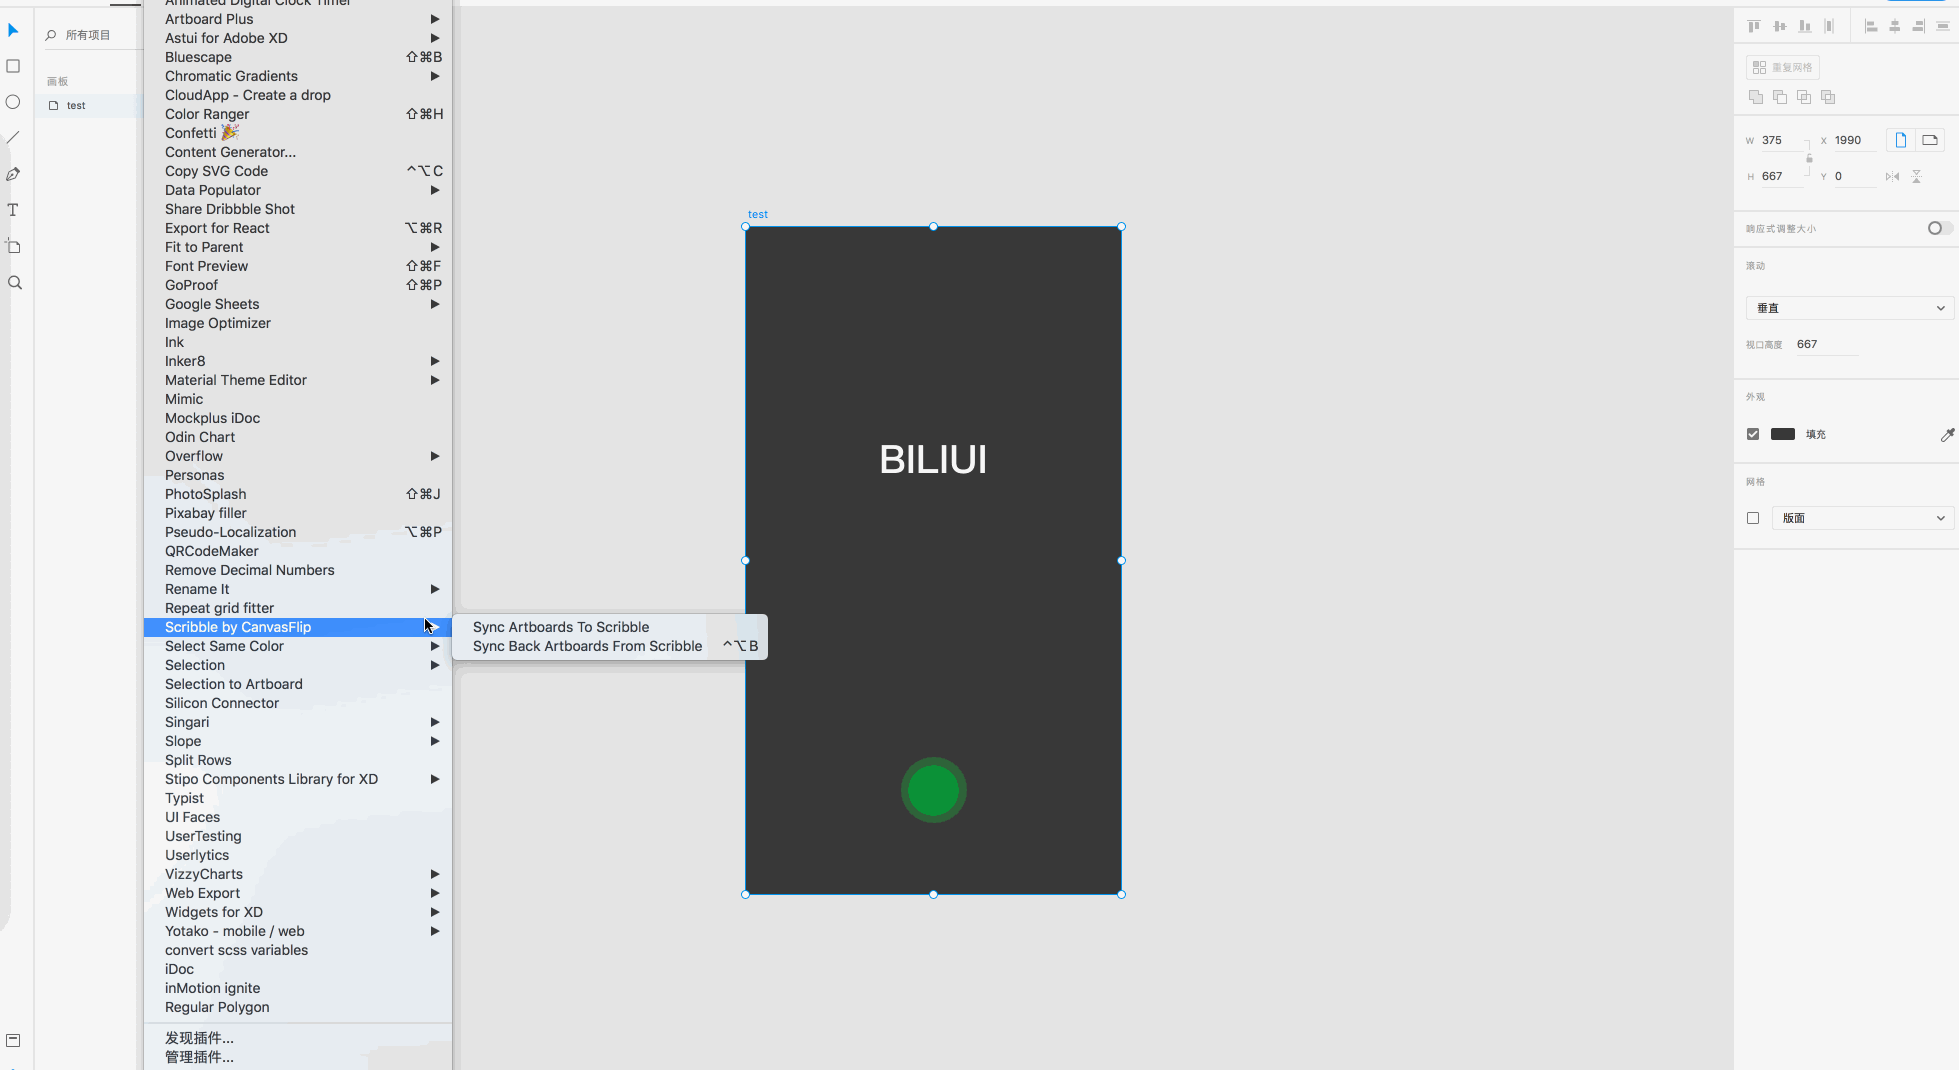 Animated Digital Clock Timer
Artboard Plus
Astui for Adobe XD
Bluescape ⇧⌘B
Chromatic Gradients
CloudApp - Create a drop
Color Ranger ⇧⌘H
Confetti 🎉
Content Generator...
Copy SVG Code ^⌥C
Data Populator
Share Dribbble Shot
Export for React ⌥⌘R
Fit to Parent
Font Preview ⇧⌘F
GoProof ⇧⌘P
Google Sheets
Image Optimizer
Ink
Inker8
Material Theme Editor
Mimic
Mockplus iDoc
Odin Chart
Overflow
Personas
PhotoSplash ⇧⌘J
Pixabay filler
Pseudo-Localization ⌥⌘P
QRCodeMaker
Remove Decimal Numbers
Rename It
Repeat grid fitter
Scribble by CanvasFlip
Select Same Color
Selection
Selection to Artboard
Silicon Connector
Singari
Slope
Split Rows
Stipo Components Library for XD
Typist
UI Faces
UserTesting
Userlytics
VizzyCharts
Web Export
Widgets for XD
Yotako - mobile / web
convert scss variables
iDoc
inMotion ignite
Regular Polygon
发现插件...
管理插件...
Sync Artboards To Scribble
Sync Back Artboards From Scribble ^⌥B
所有项目
画板
test
test
BILIUI
重复网格
W 375 X 1990
H 667 Y 0
响应式调整大小
滚动
垂直
视口高度 667
外观
填充
网格
版面